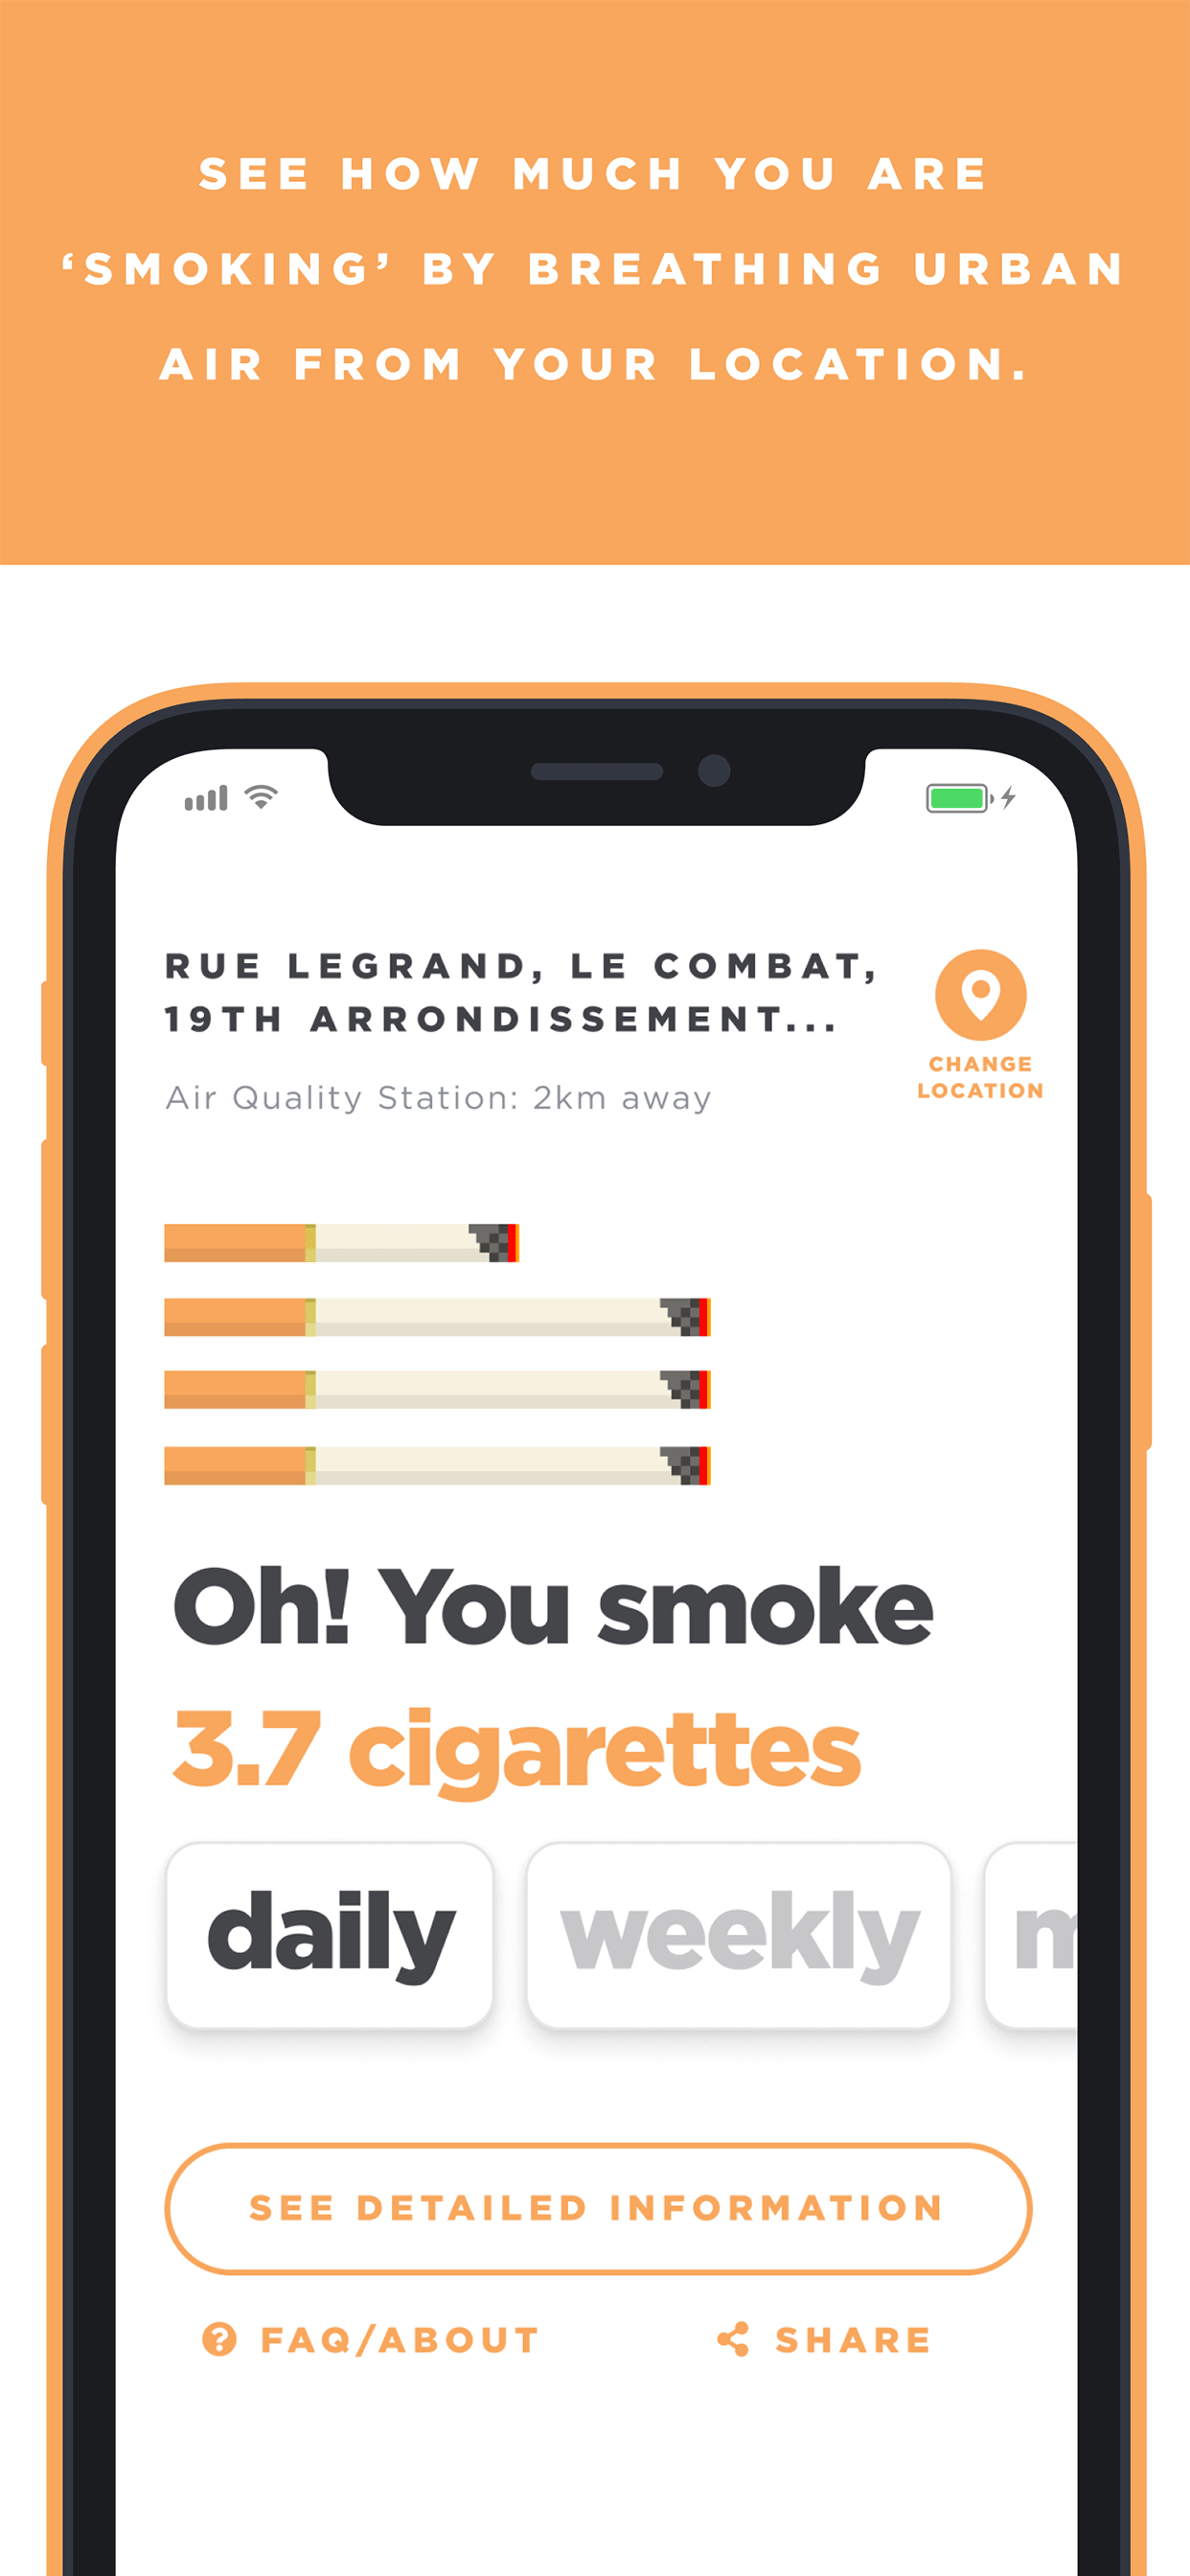 SEE HOW MUCH YOU ARE
‘SMOKING’ BY BREATHING URBAN
AIR FROM YOUR LOCATION.
RUE LEGRAND, LE COMBAT,
19TH ARRONDISSEMENT...
Air Quality Station: 2km away
CHANGE
LOCATION
Oh! You smoke
3.7 cigarettes
daily weekly
SEE DETAILED INFORMATION
FAQ/ABOUT SHARE